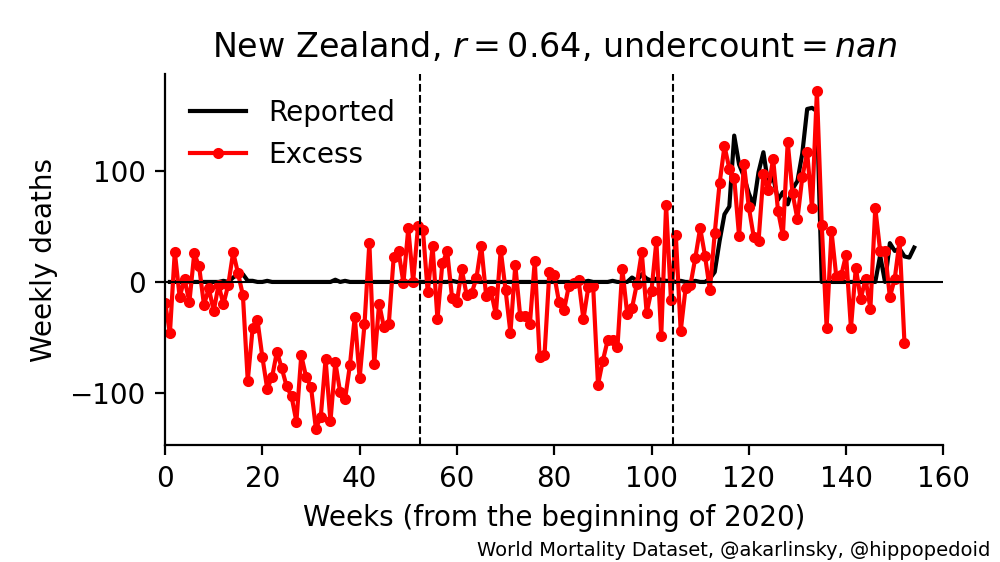 New Zealand, r = 0.64, undercount = nan
Reported
Excess
Weekly deaths
100
0
−100
0 20 40 60 80 100 120 140 160
Weeks (from the beginning of 2020)
World Mortality Dataset, @akarlinsky, @hippopedoid